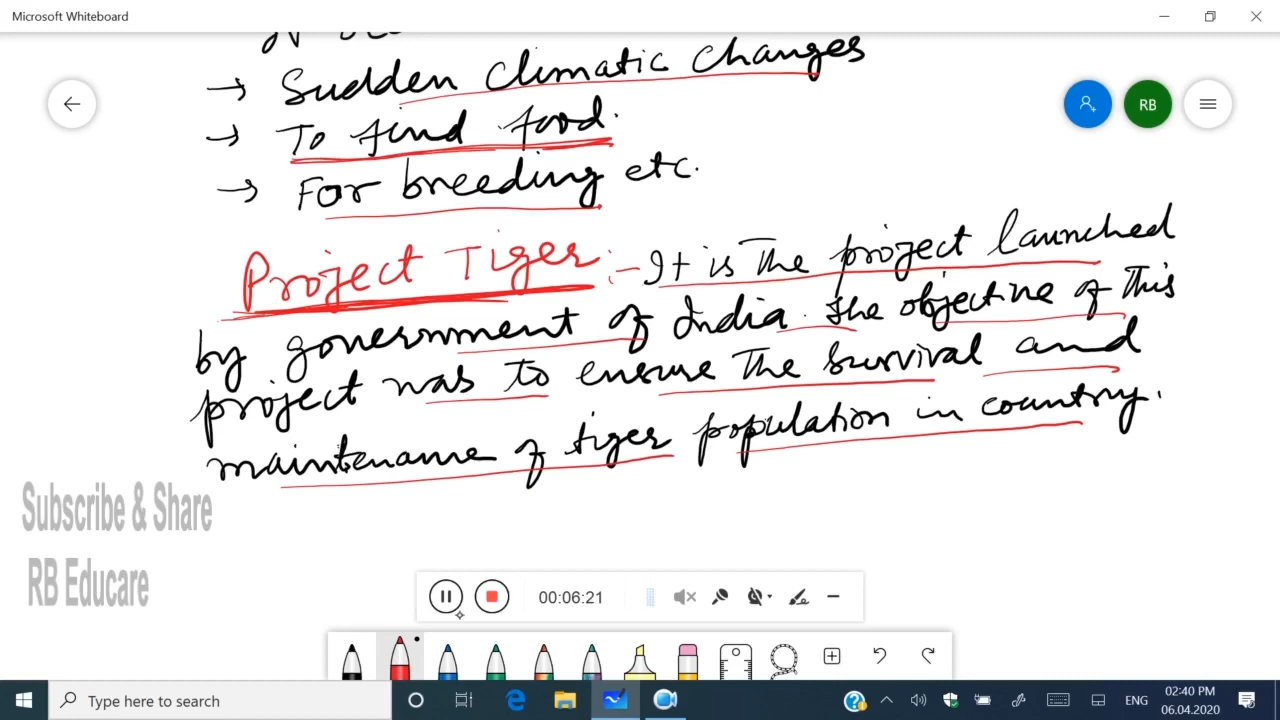 Microsoft Whiteboard
→ Sudden climatic changes
→ To find food.
→ For breeding etc.
RB
Project Tiger :- It is the project launched
by government of India. The objective of this
project was to ensure the survival and
maintename of tiger population in country.
Subscribe & Share
RB Educare
00:06:21
Type here to search
ENG
02:40 PM
06.04.2020